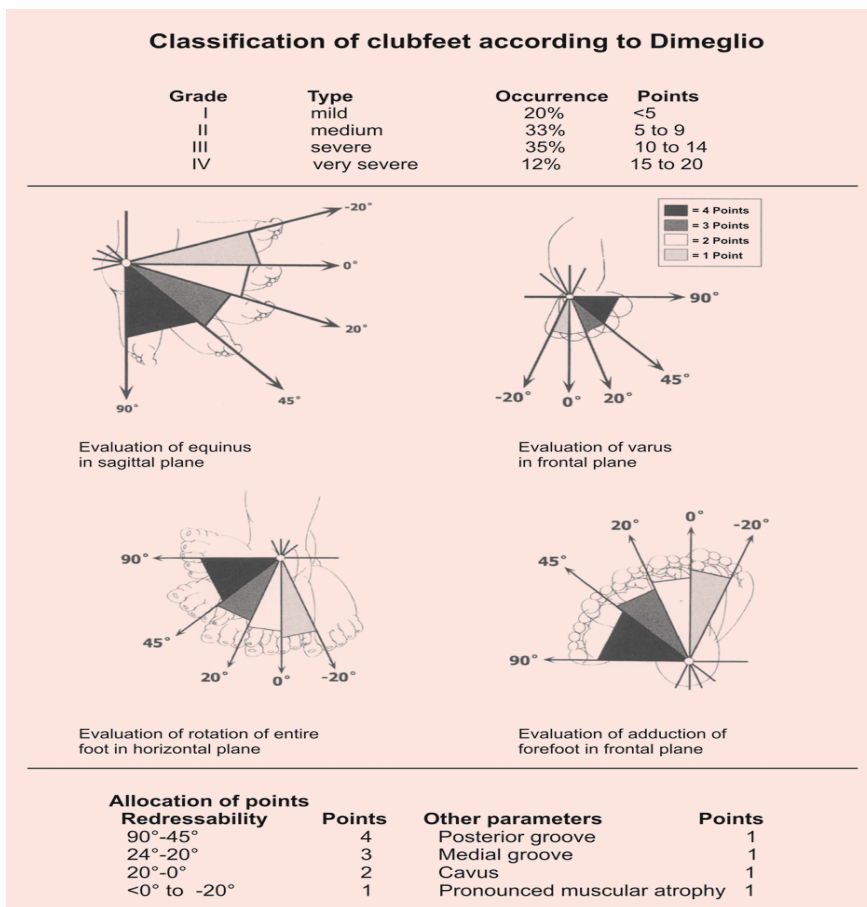 Classification of clubfeet according to Dimeglio
Grade Type Occurrence Points
I mild 20% <5
II medium 33% 5 to 9
III severe 35% 10 to 14
IV very severe 12% 15 to 20
-20°
0°
20°
45°
90°
= 4 Points
= 3 Points
= 2 Points
= 1 Point
90°
45°
20°
0°
-20°
Evaluation of equinus
in sagittal plane
Evaluation of varus
in frontal plane
90°
45°
20°
0°
-20°
0°
20°
-20°
45°
90°
Evaluation of rotation of entire
foot in horizontal plane
Evaluation of adduction of
forefoot in frontal plane
Allocation of points
Redressability Points Other parameters Points
90°-45° 4 Posterior groove 1
24°-20° 3 Medial groove 1
20°-0° 2 Cavus 1
<0° to -20° 1 Pronounced muscular atrophy 1